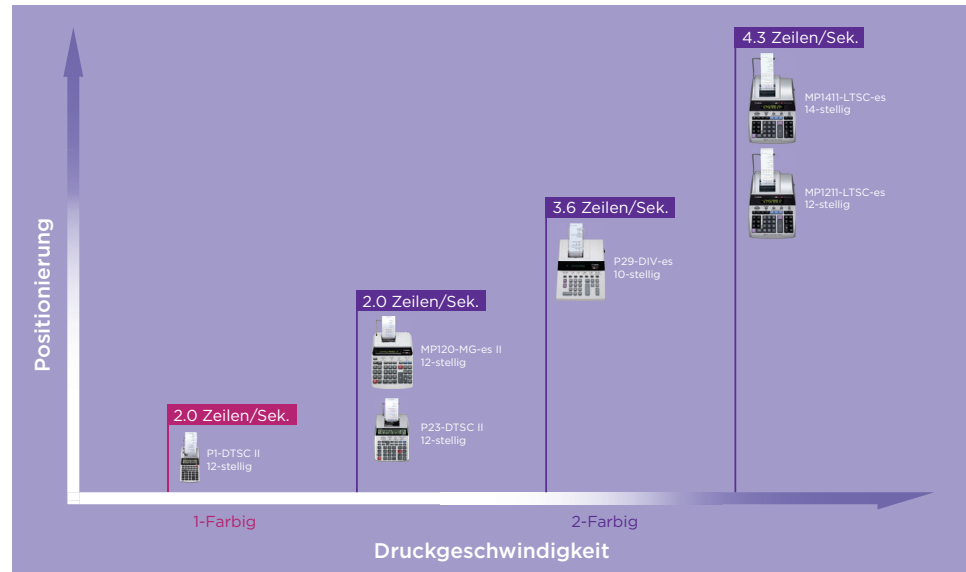 4.3 Zeilen/Sek.
MP1411-LTSC-es
14-stellig
MP1211-LTSC-es
12-stellig
3.6 Zeilen/Sek.
P29-DIV-es
10-stellig
2.0 Zeilen/Sek.
MP120-MG-es II
12-stellig
P23-DTSC II
12-stellig
2.0 Zeilen/Sek.
P1-DTSC II
12-stellig
Positionierung
1-Farbig
2-Farbig
Druckgeschwindigkeit